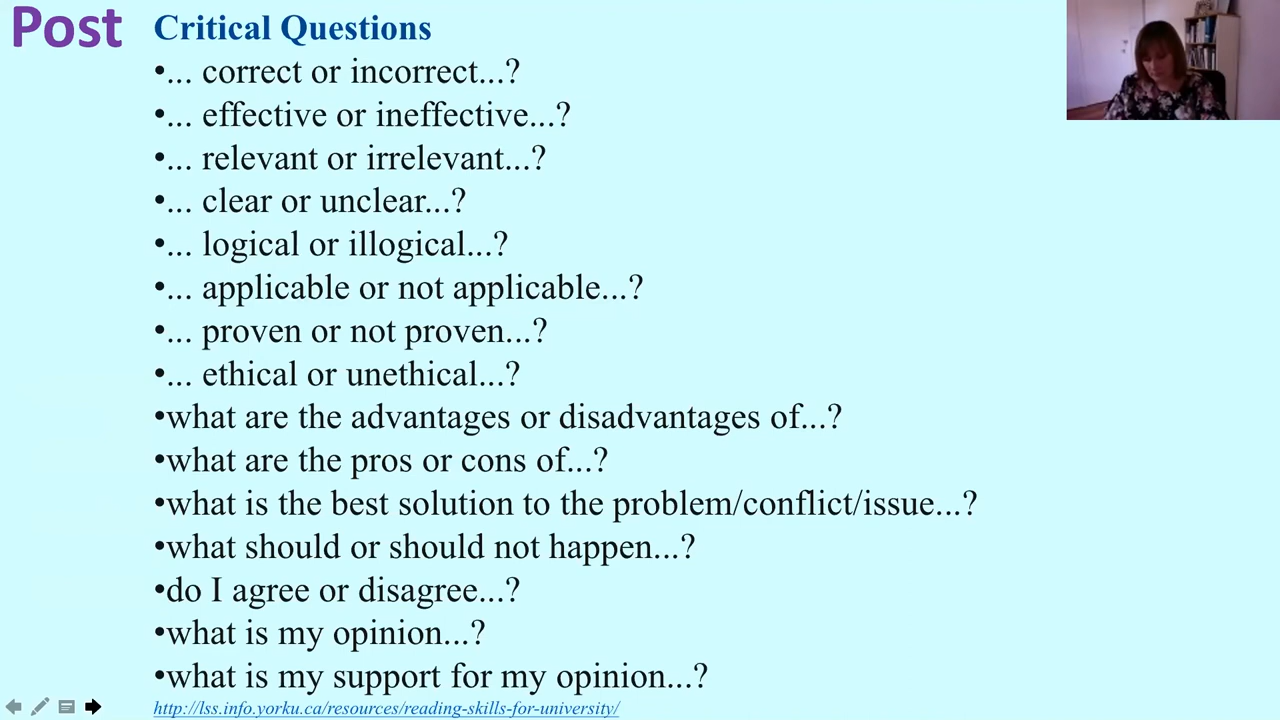 Post
Critical Questions
•... correct or incorrect...?
•... effective or ineffective...?
•... relevant or irrelevant...?
•... clear or unclear...?
•... logical or illogical...?
•... applicable or not applicable...?
•... proven or not proven...?
•... ethical or unethical...?
•what are the advantages or disadvantages of...?
•what are the pros or cons of...?
•what is the best solution to the problem/conflict/issue...?
•what should or should not happen...?
•do I agree or disagree...?
•what is my opinion...?
•what is my support for my opinion...?
http://lss.info.yorku.ca/resources/reading-skills-for-university/